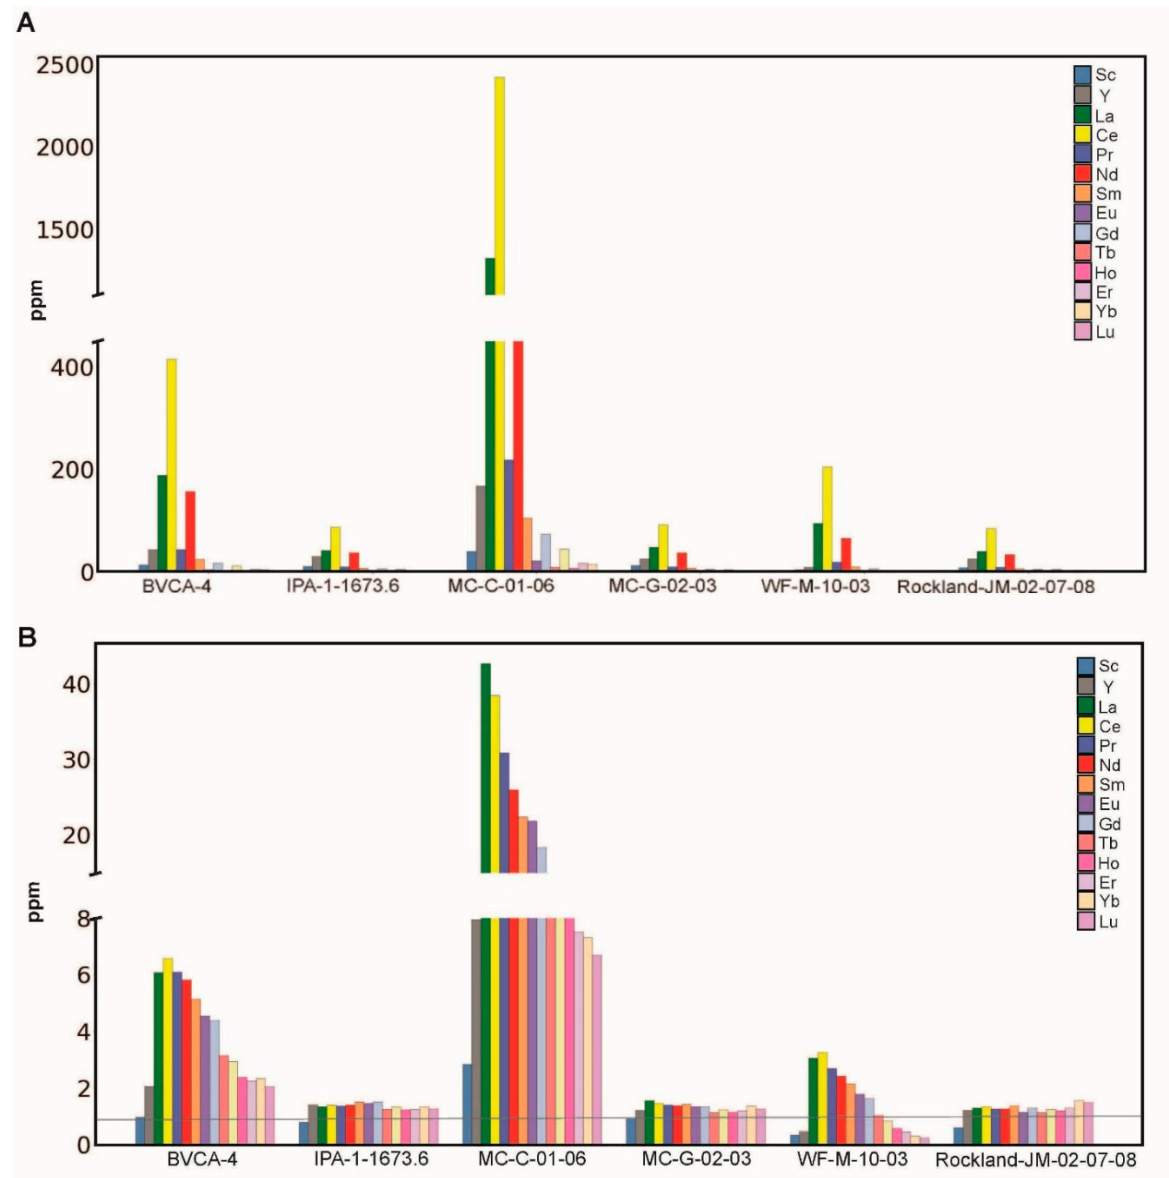 A
2500
2000
1500
ppm
400
200
0
Sc
Y
La
Ce
Pr
Nd
Sm
Eu
Gd
Tb
Ho
Er
Yb
Lu
BVCA-4 IPA-1-1673.6 MC-C-01-06 MC-G-02-03 WF-M-10-03 Rockland-JM-02-07-08
B
40
30
20
ppm
8
6
4
2
0
Sc
Y
La
Ce
Pr
Nd
Sm
Eu
Gd
Tb
Ho
Er
Yb
Lu
BVCA-4 IPA-1-1673.6 MC-C-01-06 MC-G-02-03 WF-M-10-03 Rockland-JM-02-07-08